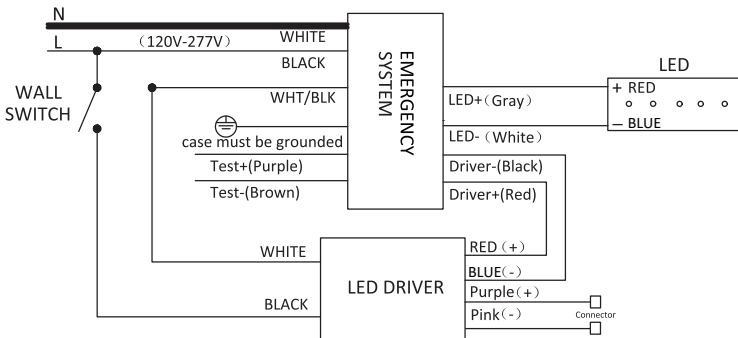 N
L
（120V-277V）
WHITE
BLACK
WALL
SWITCH
WHT/BLK
case must be grounded
Test+(Purple)
Test-(Brown)
EMERGENCY
SYSTEM
LED+（Gray）
LED-（White）
Driver-(Black)
Driver+(Red)
LED
+ RED
− BLUE
WHITE
BLACK
LED DRIVER
RED（+）
BLUE(-)
Purple（+）
Pink（-）
Connector